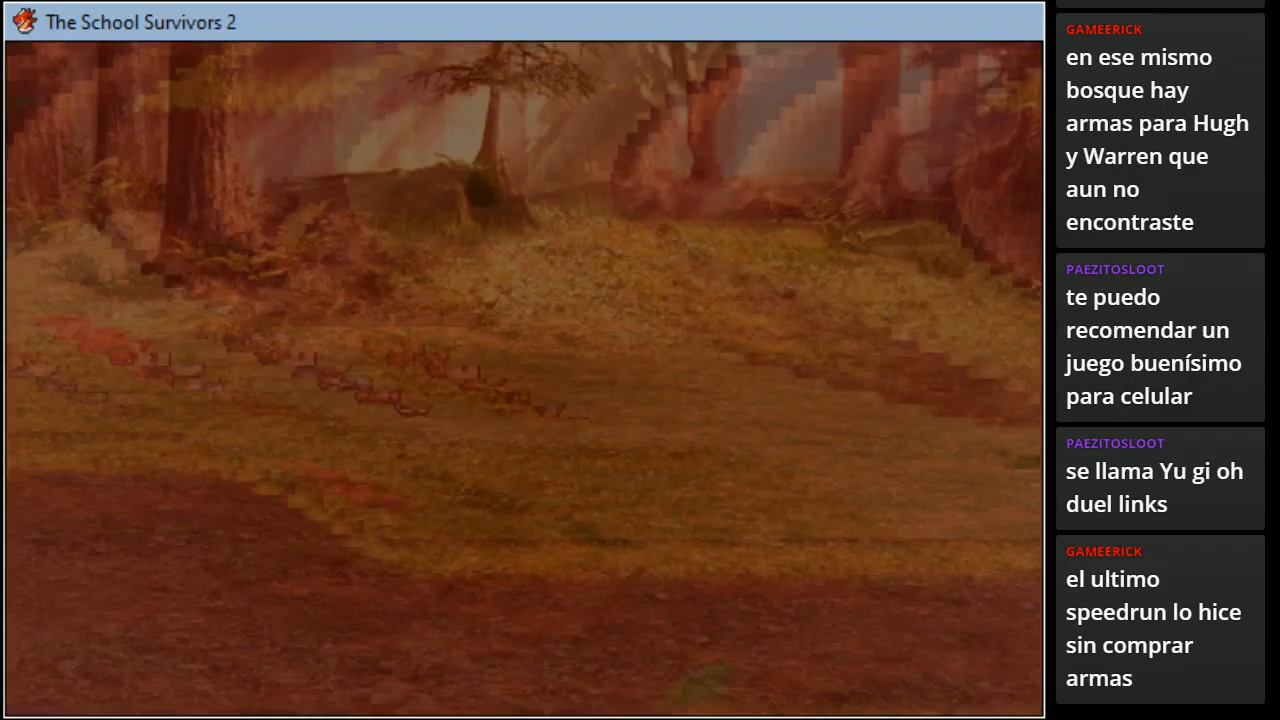 The School Survivors 2
GAMEERICK
en ese mismo
bosque hay
armas para Hugh
y Warren que
aun no
encontraste
PAEZITOSLOOT
te puedo
recomendar un
juego buenísimo
para celular
PAEZITOSLOOT
se llama Yu gi oh
duel links
GAMEERICK
el ultimo
speedrun lo hice
sin comprar
armas